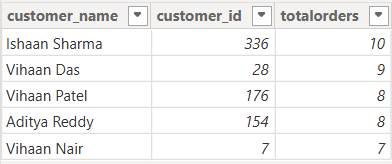 customer_name customer_id totalorders
Ishaan Sharma 336 10
Vihaan Das 28 9
Vihaan Patel 176 8
Aditya Reddy 154 8
Vihaan Nair 7 7